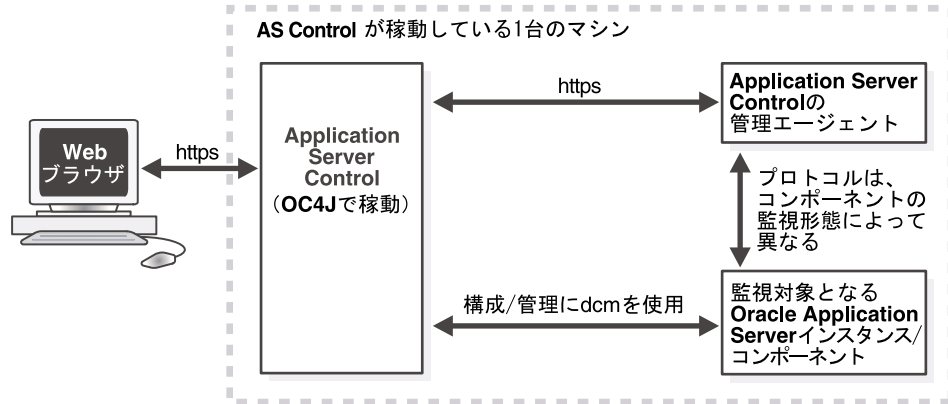 AS Control が稼動している1台のマシン
Web
ブラウザ
https
Application
Server
Control
(OC4Jで稼動)
https
Application Server
Controlの
管理エージェント
プロトコルは、
コンポーネントの
監視形態によって
異なる
構成/管理にdcmを使用
監視対象となる
Oracle Application
Serverインスタンス/
コンポーネント